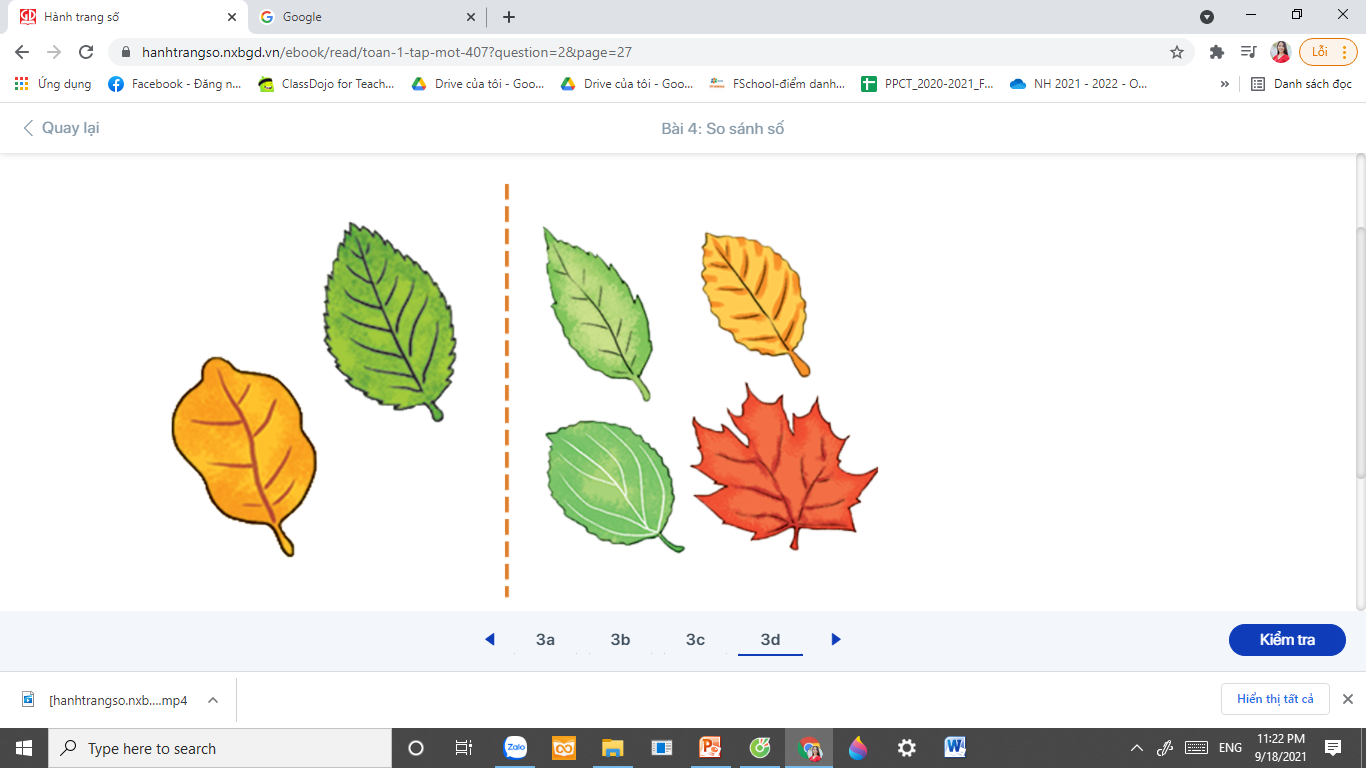 Hành trang số
Google
hanhtrangso.nxbgd.vn/ebook/read/toan-1-tap-mot-407?question=2&page=27
Lỗi
Ứng dụng
Facebook - Đăng n...
ClassDojo for Teach...
Drive của tôi - Goo...
Drive của tôi - Goo...
FSchool-điểm danh...
PPCT_2020-2021_F...
NH 2021 - 2022 - O...
»
Danh sách đọc
Quay lại
Bài 4: So sánh số
3a
3b
3c
3d
Kiểm tra
[hanhtrangso.nxb....mp4
Hiển thị tất cả
Type here to search
Zalo
ENG
11:22 PM
9/18/2021